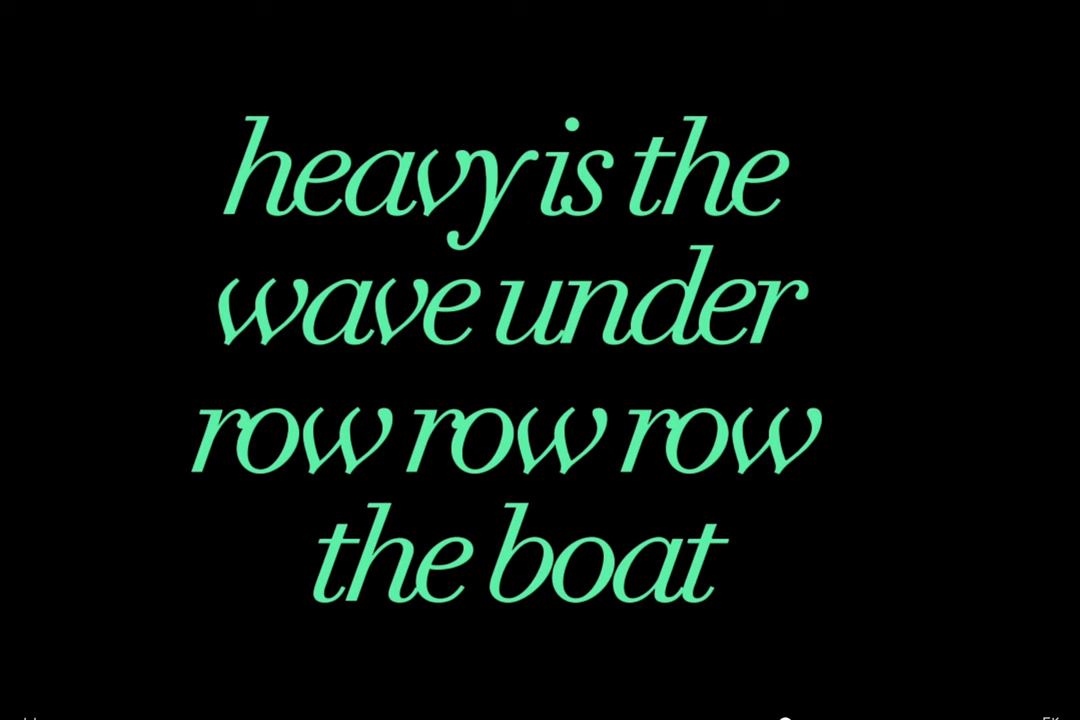 heavy is the
wave under
row row row
the boat